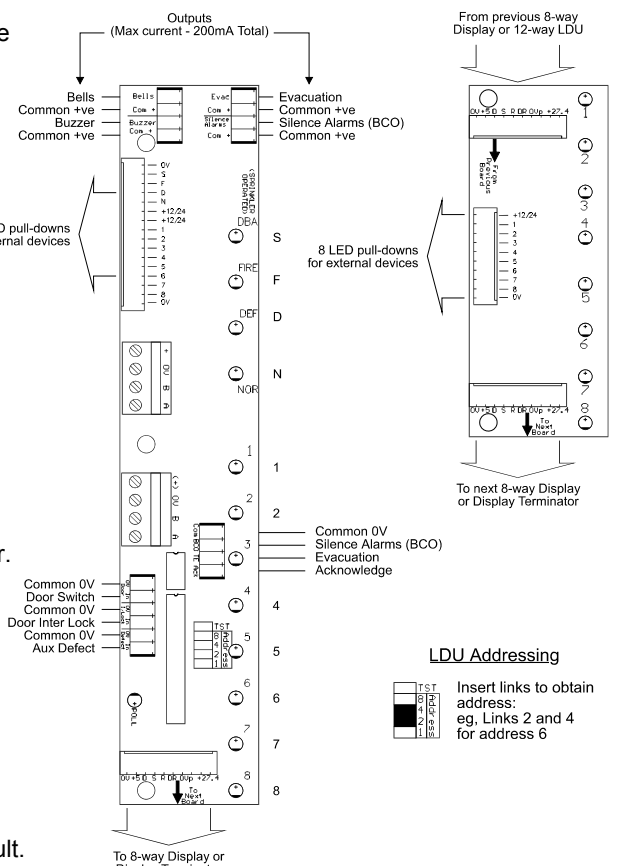 Outputs
(Max current - 200mA Total)
Bells
Common +ve
Buzzer
Common +ve
Bells
Com +
Buzzer
Com +
Evac
Com +
Silence
Alarms
Com +
Evacuation
Common +ve
Silence Alarms (BCO)
Common +ve
0V
S
F
D
N
+12/24
+12/24
1
2
3
4
5
6
7
8
0V
pull-downs
devices
(SPRINKLER
OPERATED)
DBA
S
FIRE
F
DEF
D
N
NOR
+ 0V B A
(+) 0V B A
1
1
2
2
3
4
4
5
5
6
6
7
7
8
8
Com BCO TE Ack
Common 0V
Silence Alarms (BCO)
Evacuation
Acknowledge
r.
Common 0V
Door Switch
Common 0V
Door Inter Lock
Common 0V
Aux Defect
TST
8
4
2
1
Address
POLL
0V +5 D S R DR 0Vp +27.4
To
Next
Board
To 8-way Display or
ult.
From previous 8-way
Display or 12-way LDU
0V +5 D S R DR 0Vp +27.4
From
Previous
Board
1
2
3
4
5
6
7
8
8 LED pull-downs
for external devices
+12/24
1
2
3
4
5
6
7
8
0V
0V +5 D S R DR 0Vp +27.4
To
Next
Board
To next 8-way Display
or Display Terminator
LDU Addressing
TST
8
4
2
1
Address
Insert links to obtain
address:
eg, Links 2 and 4
for address 6